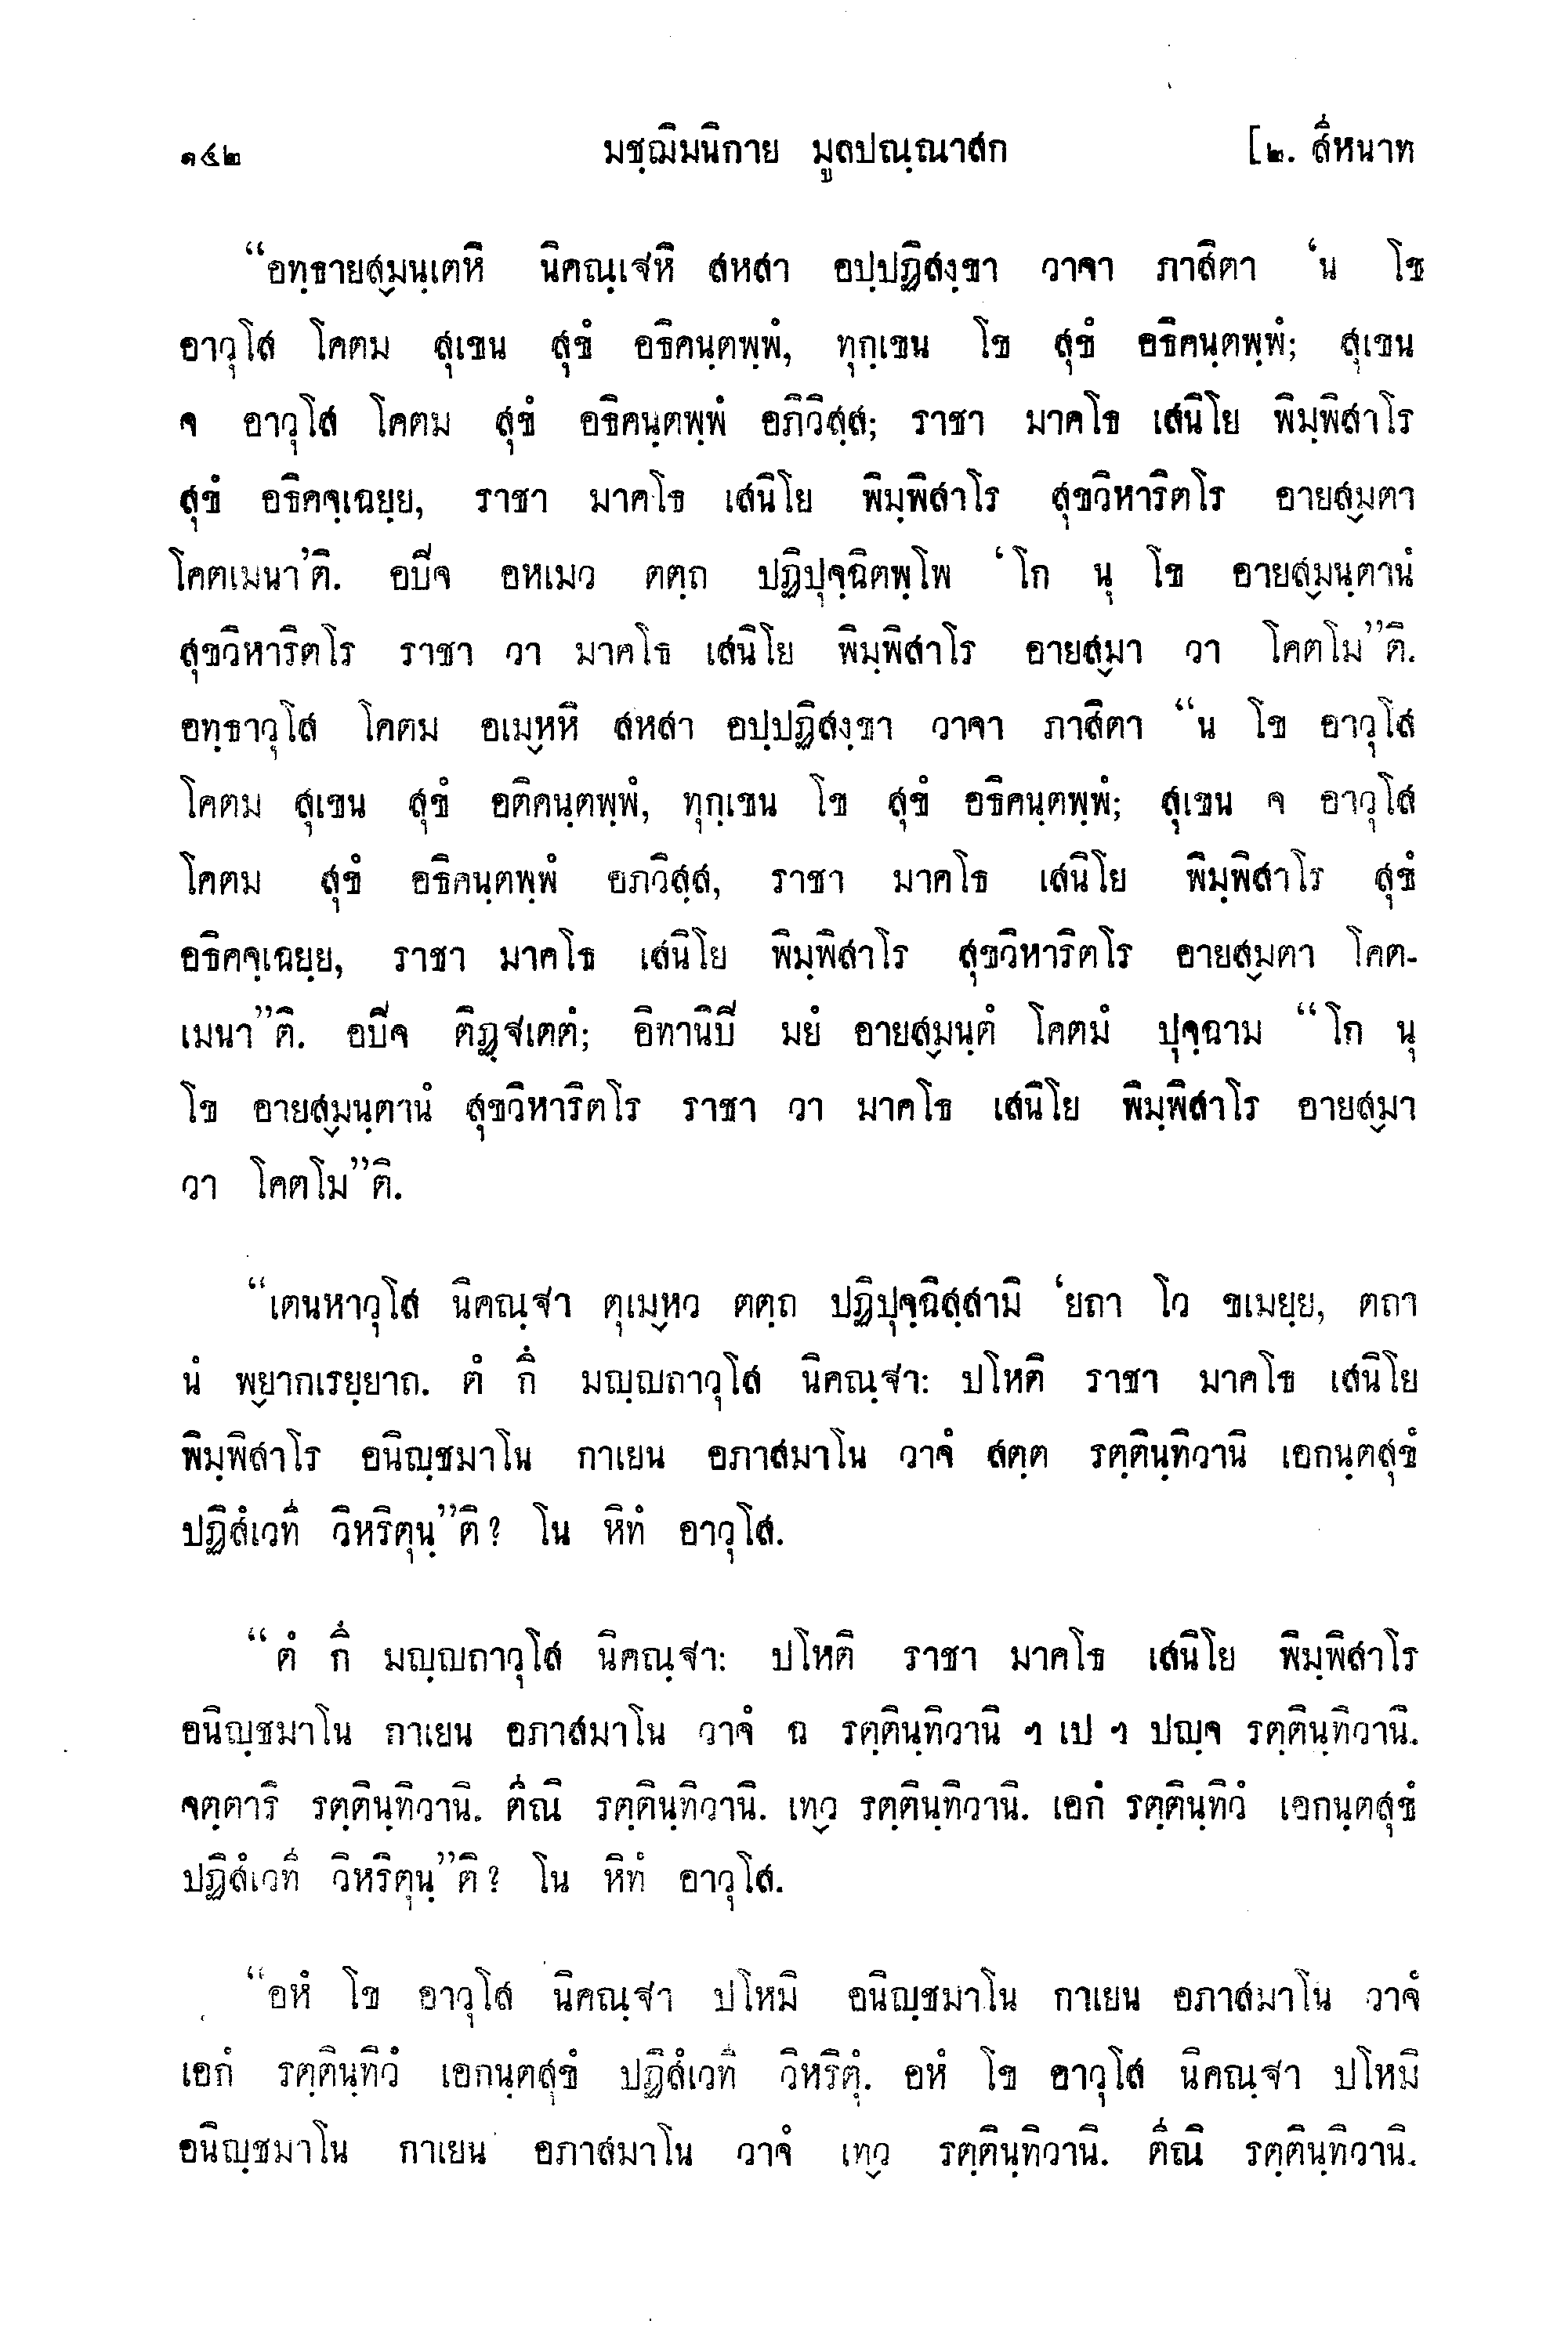 ๑๕๒ มชฺฌิมนิกาย มูลปณฺณาสก [๒. สีหนาท
“อทฺธายสฺมนฺเตหิ นิคณฺเฐหิ สหสา อปฺปฏิสงฺขา วาจา ภาสิตา ‘น โข
อาวุโส โคตม สุเขน สุขํ อธิคนฺตพฺพํ, ทุกฺเขน โข สุขํ อธิคนฺตพฺพํ; สุเขน
จ อาวุโส โคตม สุขํ อธิคนฺตพฺพํ อภิวิสฺส; ราชา มาคโธ เสนิโย พิมฺพิสาโร
สุขํ อธิคจฺเฉยฺย, ราชา มาคโธ เสนิโย พิมฺพิสาโร สุขวิหาริตโร อายสฺมตา
โคตเมนา’ติ. อปิจ อหเมว ตตฺถ ปฏิปุจฺฉิตพฺโพ ‘โก นุ โข อายสฺมนฺตานํ
สุขวิหาริตโร ราชา วา มาคโธ เสนิโย พิมฺพิสาโร อายสฺมา วา โคตโม”ติ.
อทฺธาวุโส โคตม อเมฺหหิ สหสา อปฺปฏิสงฺขา วาจา ภาสิตา “น โข อาวุโส
โคตม สุเขน สุขํ อติคนฺตพฺพํ, ทุกฺเขน โข สุขํ อธิคนฺตพฺพํ; สุเขน จ อาวุโส
โคตม สุขํ อธิคนฺตพฺพํ อภวิสฺส, ราชา มาคโธ เสนิโย พิมฺพิสาโร สุขํ
อธิคจฺเฉยฺย, ราชา มาคโธ เสนิโย พิมฺพิสาโร สุขวิหาริตโร อายสฺมตา โคต-
เมนา”ติ. อปิจ ติฏฺฐเตตํ; อิทานิปิ มยํ อายสฺมนฺตํ โคตมํ ปุจฺฉาม “โก นุ
โข อายสฺมนฺตานํ สุขวิหาริตโร ราชา วา มาคโธ เสนิโย พิมฺพิสาโร อายสฺมา
วา โคตโม”ติ.
“เตนหาวุโส นิคณฺฐา ตุเมฺหว ตตฺถ ปฏิปุจฺฉิสฺสามิ ‘ยถา โว ขเมยฺย, ตถา
นํ พฺยากเรยฺยาถ. ตํ กึ มญฺญถาวุโส นิคณฺฐา: ปโหติ ราชา มาคโธ เสนิโย
พิมฺพิสาโร อนิญฺชมาโน กาเยน อภาสมาโน วาจํ สตฺต รตฺตินฺทิวานิ เอกนฺตสุขํ
ปฏิสํเวที วิหริตุนฺ”ติ? โน หิทํ อาวุโส.
“ตํ กึ มญฺญถาวุโส นิคณฺฐา: ปโหติ ราชา มาคโธ เสนิโย พิมฺพิสาโร
อนิญฺชมาโน กาเยน อภาสมาโน วาจํ ฉ รตฺตินฺทิวานิ ฯ เป ฯ ปญฺจ รตฺตินฺทิวานิ.
จตฺตาริ รตฺตินฺทิวานิ. ตีณิ รตฺตินฺทิวานิ. เทฺว รตฺตินฺทิวานิ. เอกํ รตฺตินฺทิวํ เอกนฺตสุขํ
ปฏิสํเวที วิหริตุนฺ”ติ? โน หิทํ อาวุโส.
“อหํ โข อาวุโส นิคณฺฐา ปโหมิ อนิญฺชมาโน กาเยน อภาสมาโน วาจํ
เอกํ รตฺตินฺทิวํ เอกนฺตสุขํ ปฏิสํเวที วิหริตุํ. อหํ โข อาวุโส นิคณฺฐา ปโหมิ
อนิญฺชมาโน กาเยน อภาสมาโน วาจํ เทฺว รตฺตินฺทิวานิ. ตีณิ รตฺตินฺทิวานิ.